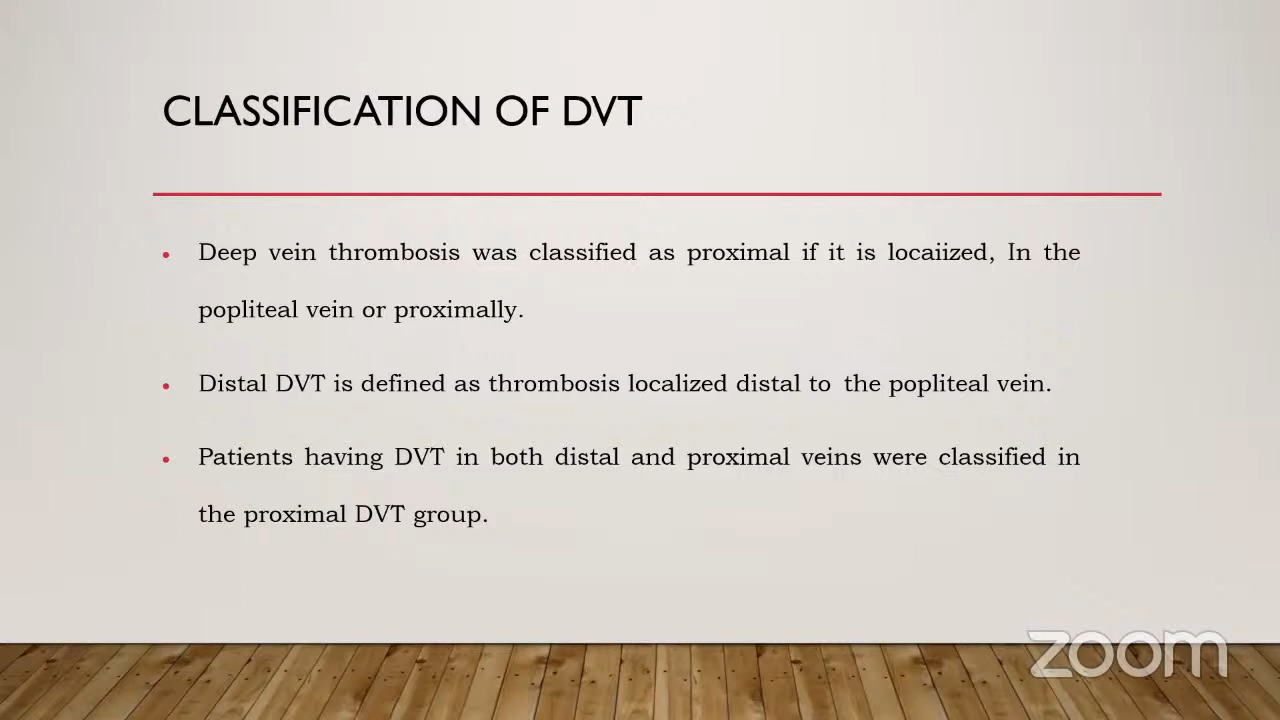 CLASSIFICATION OF DVT
• Deep vein thrombosis was classified as proximal if it is locaiized, In the
popliteal vein or proximally.
• Distal DVT is defined as thrombosis localized distal to the popliteal vein.
• Patients having DVT in both distal and proximal veins were classified in
the proximal DVT group.
zoom